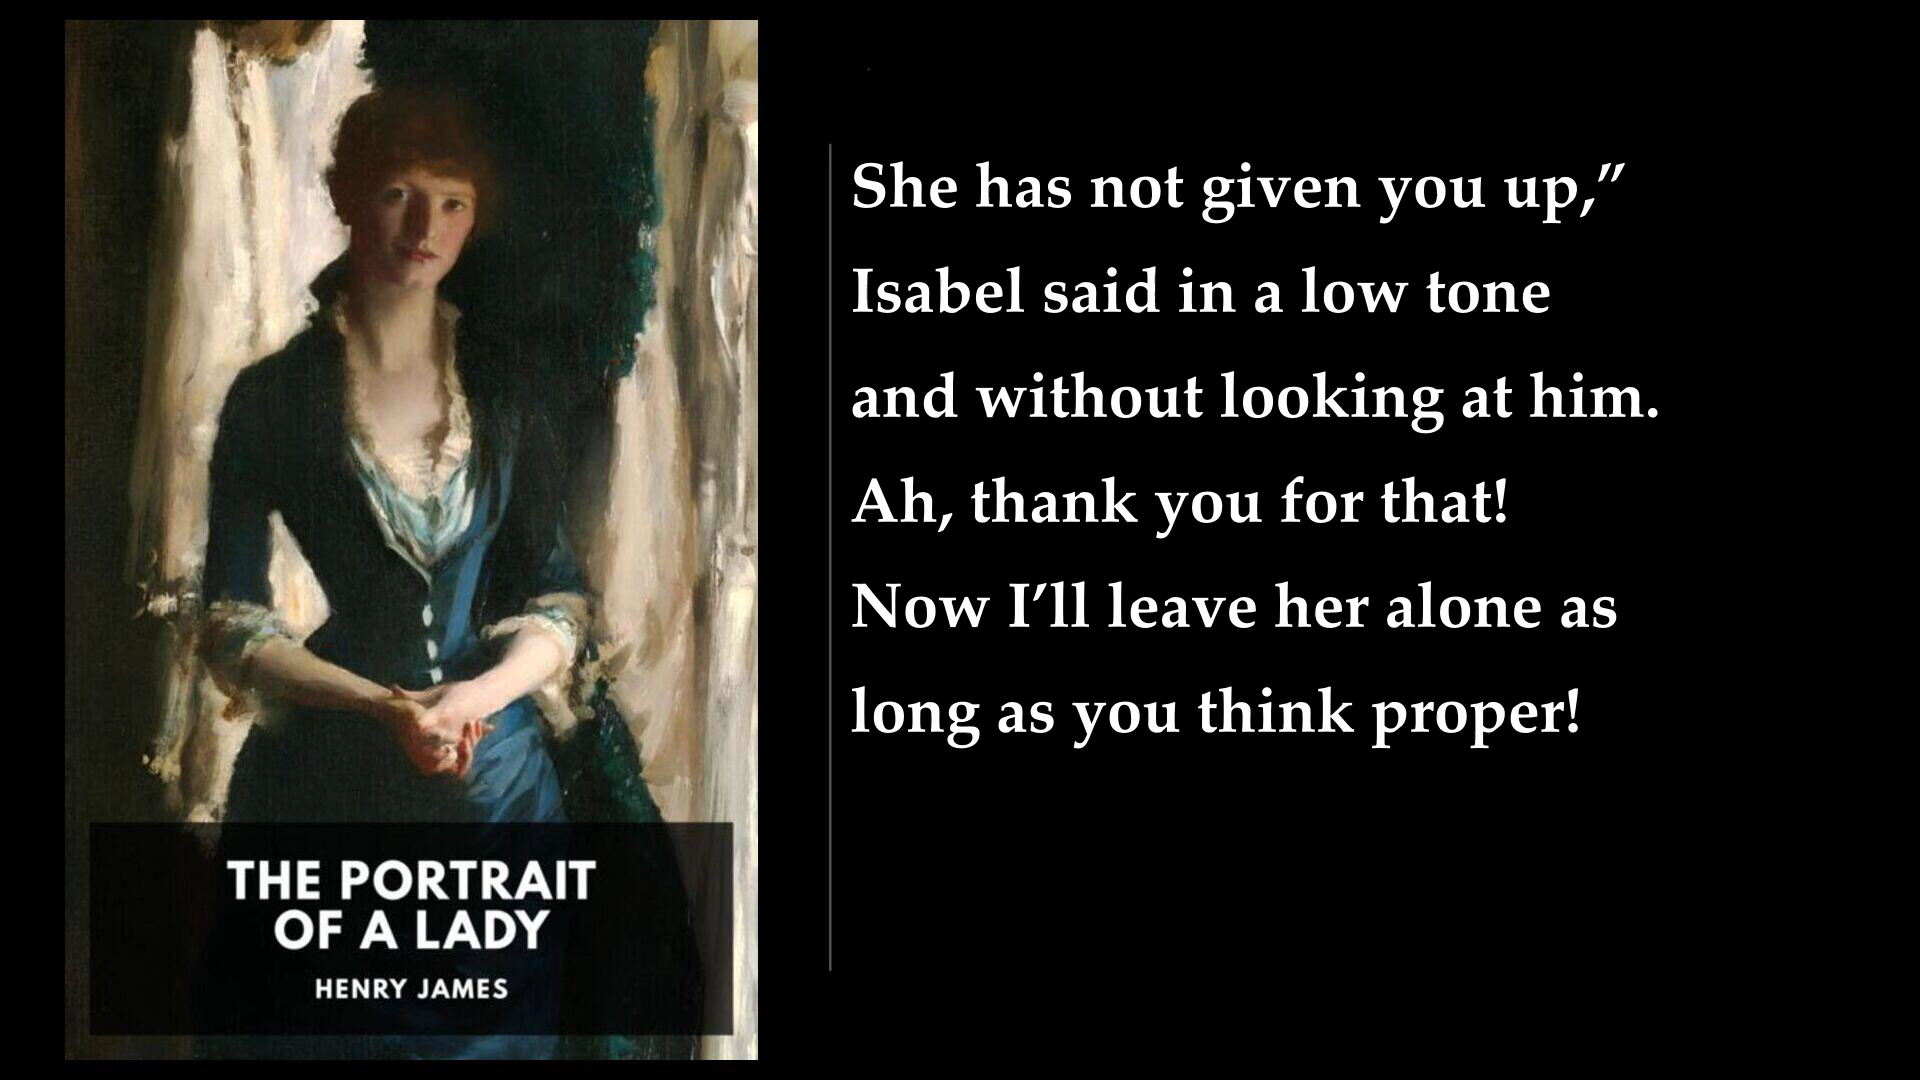 She has not given you up,”
Isabel said in a low tone
and without looking at him.
Ah, thank you for that!
Now I’ll leave her alone as
long as you think proper!
THE PORTRAIT
OF A LADY
HENRY JAMES